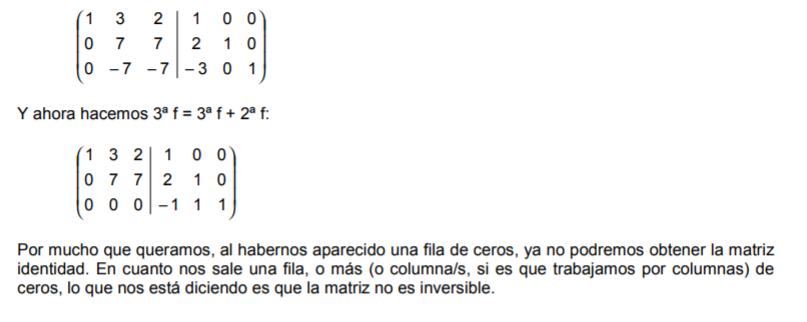 1 3 2 | 1 0 0
0 7 7 | 2 1 0
0 -7 -7 | -3 0 1
Y ahora hacemos 3ª f = 3ª f + 2ª f:
1 3 2 | 1 0 0
0 7 7 | 2 1 0
0 0 0 | -1 1 1
Por mucho que queramos, al habernos aparecido una fila de ceros, ya no podremos obtener la matriz
identidad. En cuanto nos sale una fila, o más (o columna/s, si es que trabajamos por columnas) de
ceros, lo que nos está diciendo es que la matriz no es inversible.